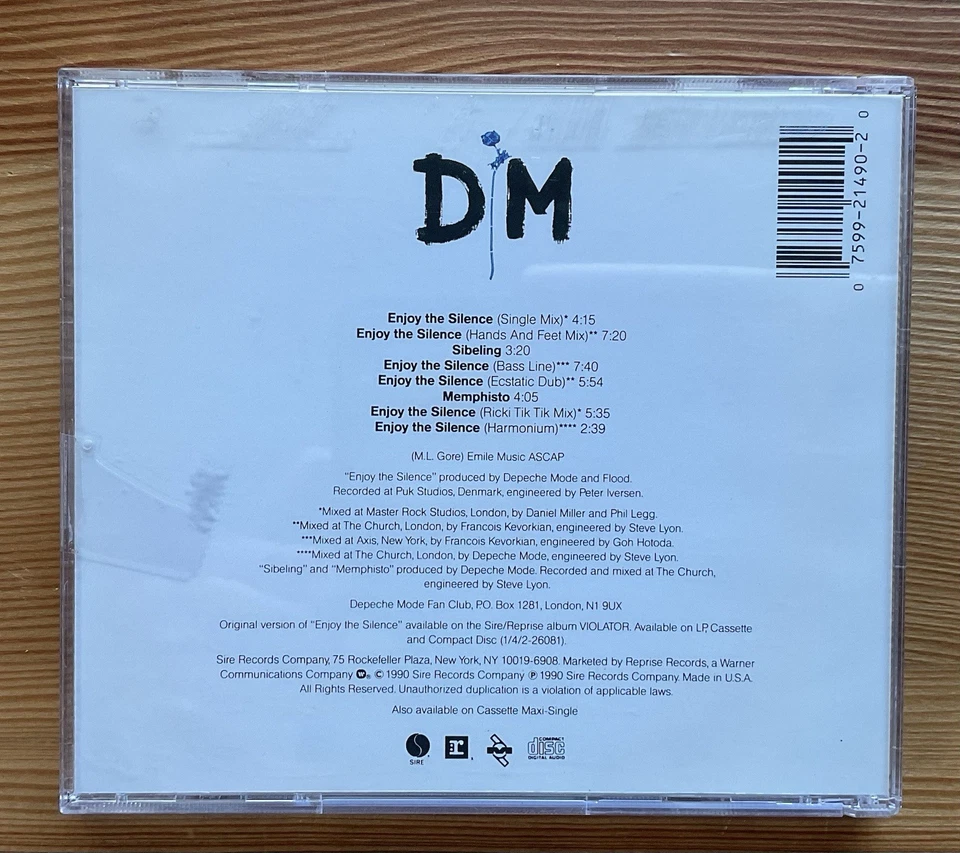 DM
0 7599-21490-2 0
Enjoy the Silence (Single Mix)* 4:15
Enjoy the Silence (Hands And Feet Mix)** 7:20
Sibeling 3:20
Enjoy the Silence (Bass Line)*** 7:40
Enjoy the Silence (Ecstatic Dub)** 5:54
Memphisto 4:05
Enjoy the Silence (Ricki Tik Tik Mix)* 5:35
Enjoy the Silence (Harmonium)**** 2:39
(M.L. Gore) Emile Music ASCAP
"Enjoy the Silence" produced by Depeche Mode and Flood.
Recorded at Puk Studios, Denmark, engineered by Peter Iversen.
*Mixed at Master Rock Studios, London, by Daniel Miller and Phil Legg.
**Mixed at The Church, London, by Francois Kevorkian, engineered by Steve Lyon.
***Mixed at Axis, New York, by Francois Kevorkian, engineered by Goh Hotoda.
****Mixed at The Church, London, by Depeche Mode, engineered by Steve Lyon.
"Sibeling" and "Memphisto" produced by Depeche Mode. Recorded and mixed at The Church,
engineered by Steve Lyon.
Depeche Mode Fan Club, P.O. Box 1281, London, N1 9UX
Original version of "Enjoy the Silence" available on the Sire/Reprise album VIOLATOR. Available on LP, Cassette
and Compact Disc (1/4/2-26081).
Sire Records Company, 75 Rockefeller Plaza, New York, NY 10019-6908. Marketed by Reprise Records, a Warner
Communications Company ® © 1990 Sire Records Company ℗ 1990 Sire Records Company. Made in U.S.A.
All Rights Reserved. Unauthorized duplication is a violation of applicable laws.
Also available on Cassette Maxi-Single
SIRE
r
COMPACT
disc
DIGITAL AUDIO